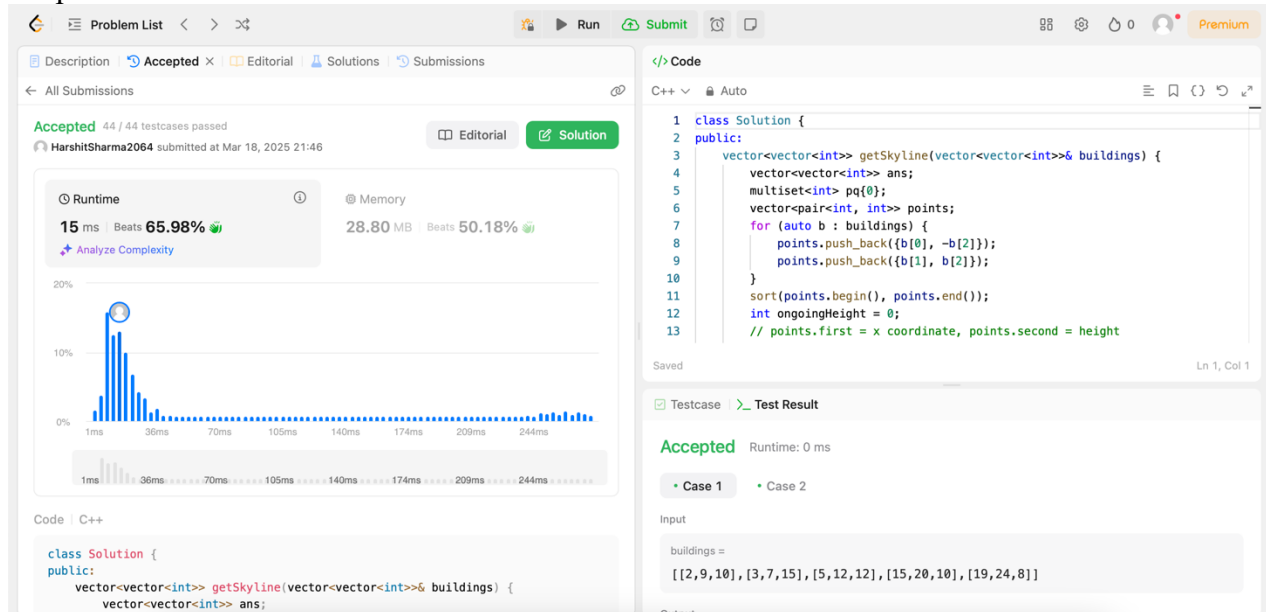 Problem List
Run
Submit
0
Premium
Description
Accepted
Editorial
Solutions
Submissions
All Submissions
Accepted 44 / 44 testcases passed
HarshitSharma2064 submitted at Mar 18, 2025 21:46
Editorial
Solution
Runtime
15 ms Beats 65.98%
Analyze Complexity
Memory
28.80 MB Beats 50.18%
20%
10%
0%
1ms 36ms 70ms 105ms 140ms 174ms 209ms 244ms
1ms 36ms 70ms 105ms 140ms 174ms 209ms 244ms
Code C++
class Solution {
public:
vector<vector<int>> getSkyline(vector<vector<int>>& buildings) {
vector<vector<int>> ans;
</> Code
C++ Auto
1 class Solution {
2 public:
3 vector<vector<int>> getSkyline(vector<vector<int>>& buildings) {
4 vector<vector<int>> ans;
5 multiset<int> pq{0};
6 vector<pair<int, int>> points;
7 for (auto b : buildings) {
8 points.push_back({b[0], -b[2]});
9 points.push_back({b[1], b[2]});
10 }
11 sort(points.begin(), points.end());
12 int ongoingHeight = 0;
13 // points.first = x coordinate, points.second = height
Saved
Ln 1, Col 1
Testcase
>_ Test Result
Accepted Runtime: 0 ms
• Case 1 • Case 2
Input
buildings =
[[2,9,10],[3,7,15],[5,12,12],[15,20,10],[19,24,8]]